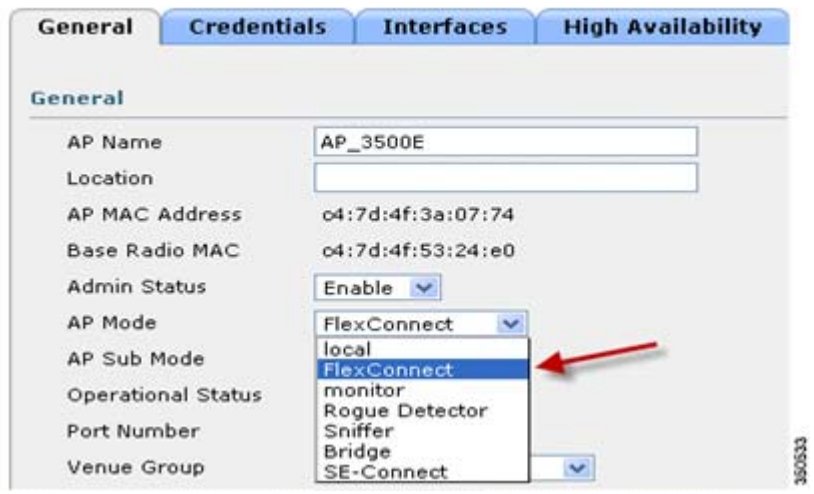 General Credentials Interfaces High Availability
General
AP Name AP_3500E
Location
AP MAC Address c4:7d:4f:3a:07:74
Base Radio MAC c4:7d:4f:53:24:e0
Admin Status Enable
AP Mode FlexConnect
local
AP Sub Mode FlexConnect
monitor
Operational Status
Rogue Detector
Port Number Sniffer
Bridge
Venue Group SE-Connect
350533